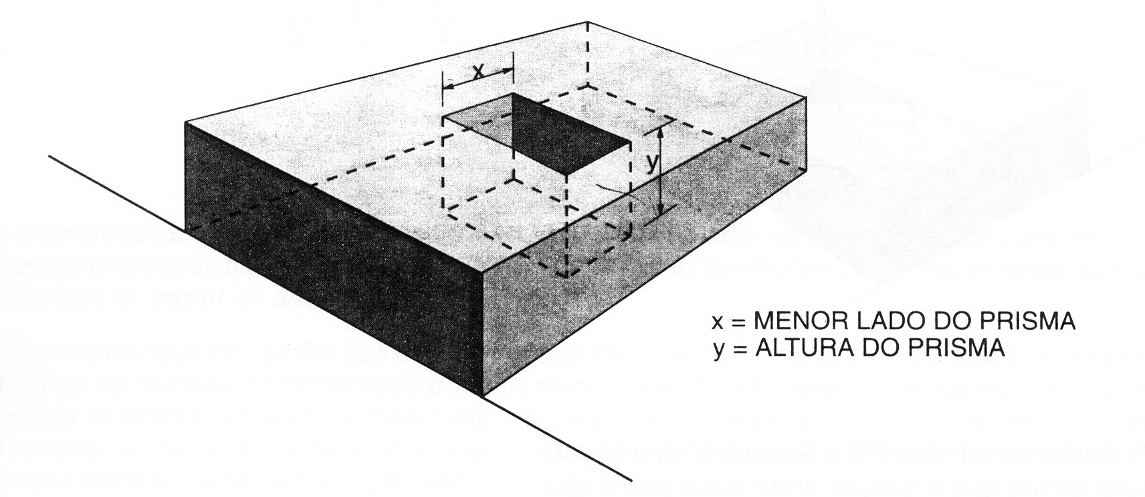 x
y
x = MENOR LADO DO PRISMA
y = ALTURA DO PRISMA